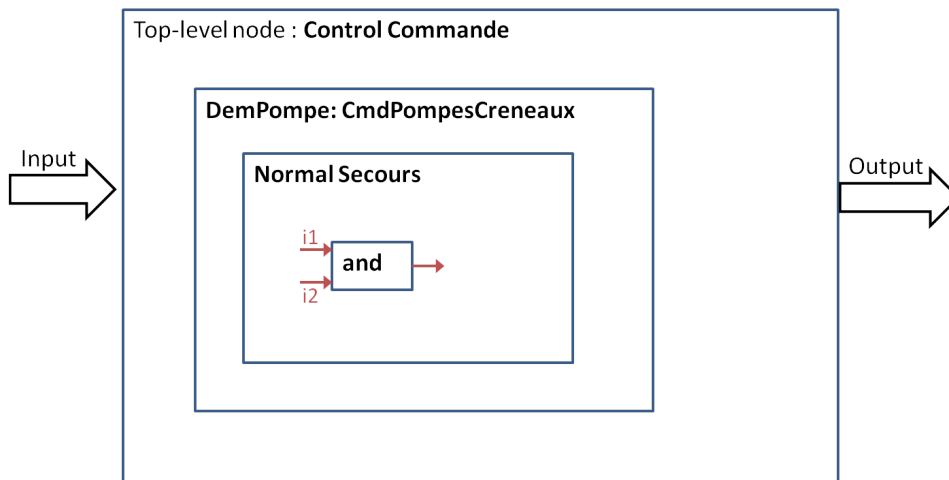 Top-level node : Control Commande
DemPompe: CmdPompesCreneaux
Input
Output
Normal Secours
i1
and
i2